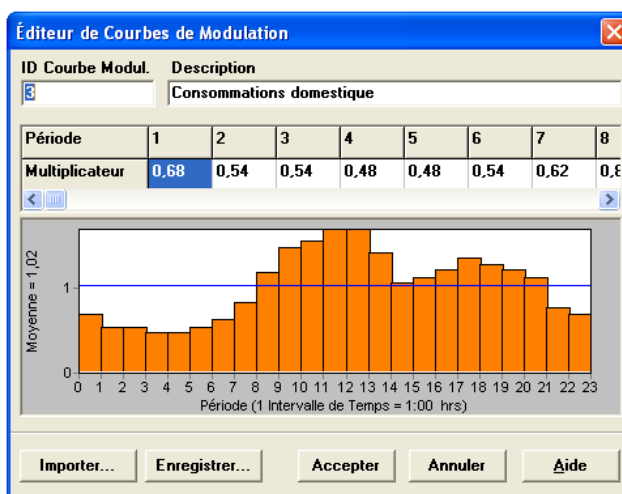 Éditeur de Courbes de Modulation
ID Courbe Modul. Description
3 Consommations domestique
Période 1 2 3 4 5 6 7 8
Multiplicateur 0,68 0,54 0,54 0,48 0,48 0,54 0,62 0,8
Moyenne = 1,02
1
0
0 1 2 3 4 5 6 7 8 9 10 11 12 13 14 15 16 17 18 19 20 21 22 23
Période (1 Intervalle de Temps = 1:00 hrs)
Importer... Enregistrer... Accepter Annuler Aide